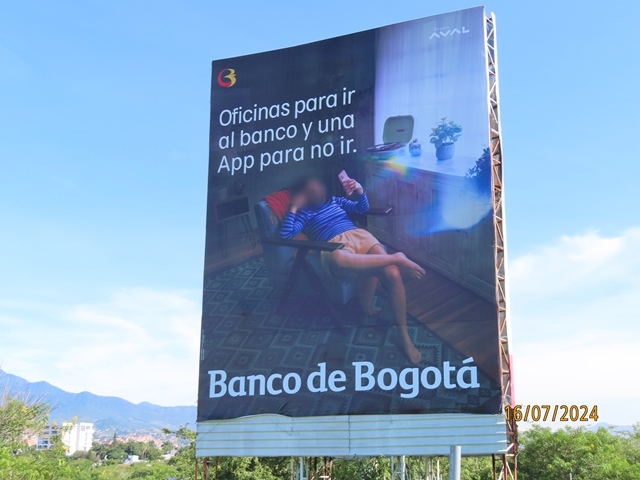 AVAL
Oficinas para ir
al banco y una
App para no ir.
Banco de Bogotá
16/07/2024